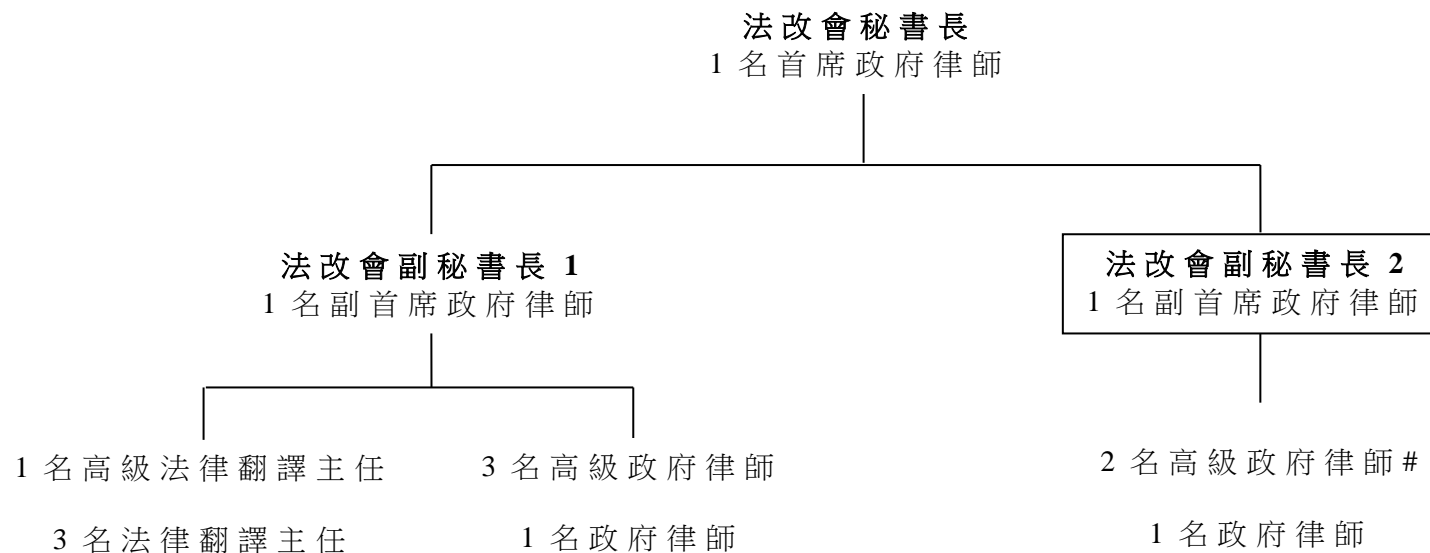 法改會秘書長
1 名首席政府律師
法改會副秘書長 1
1 名副首席政府律師
法改會副秘書長 2
1 名副首席政府律師
1 名高級法律翻譯主任
3 名法律翻譯主任
3 名高級政府律師
1 名政府律師
2 名高級政府律師#
1 名政府律師